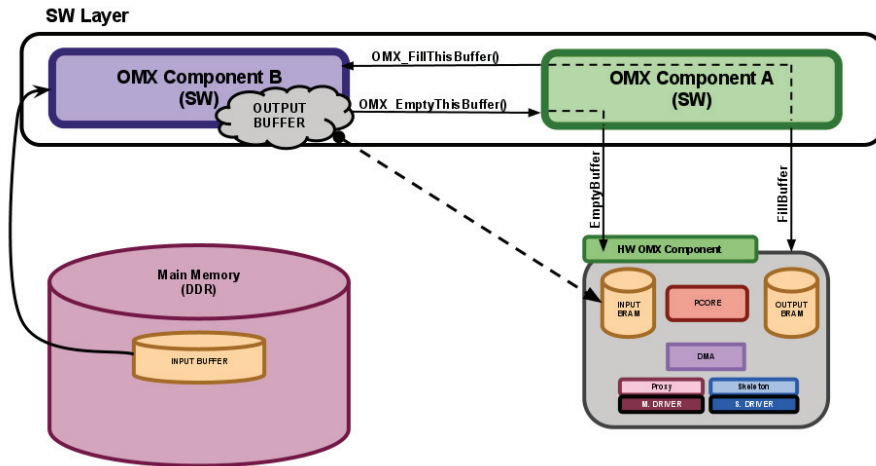 SW Layer
OMX Component B
(SW)
OMX_FillThisBuffer()
OMX Component A
(SW)
OUTPUT
BUFFER
OMX_EmptyThisBuffer()
EmptyBuffer
FillBuffer
HW OMX Component
Main Memory
(DDR)
INPUT BUFFER
INPUT
BRAM
PCORE
OUTPUT
BRAM
DMA
Proxy
Skeleton
M. DRIVER
S. DRIVER